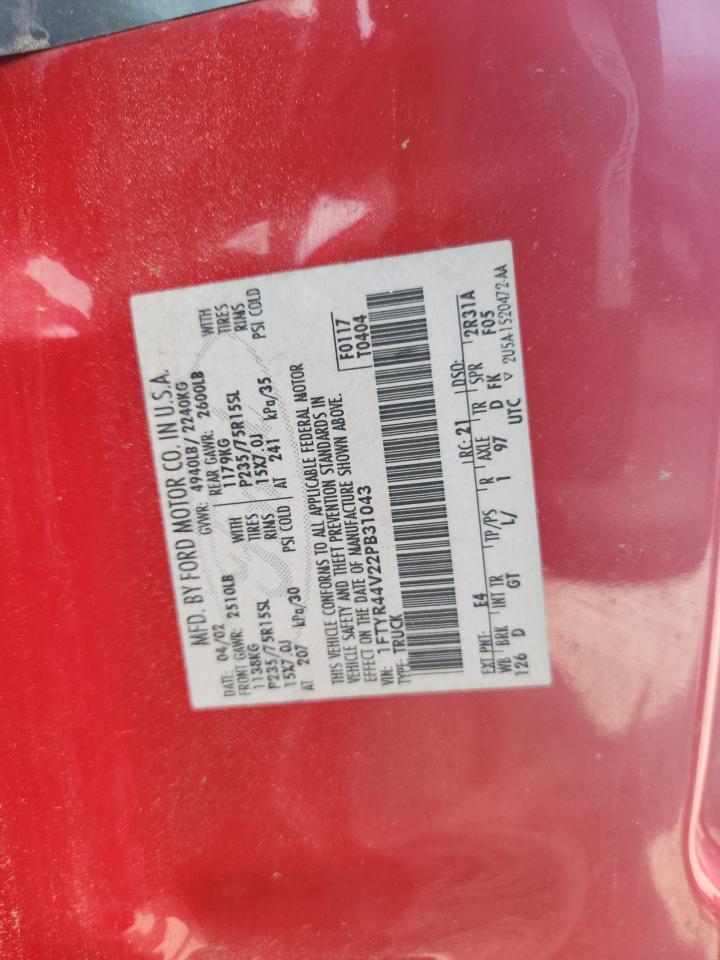 MFD. BY FORD MOTOR CO. IN U.S.A.
DATE: 04/02 GVWR: 4940LB/ 2240KG
FRONT GAWR: 2510LB REAR GAWR: 2600LB
1138KG WITH 1179KG WITH
P235/75R15SL TIRES P235/75R15SL TIRES
15X7.0J RIMS 15X7.0J RIMS
AT 207 kPa/30 PSI COLD AT 241 kPa/35 PSI COLD
THIS VEHICLE CONFORMS TO ALL APPLICABLE FEDERAL MOTOR
VEHICLE SAFETY AND THEFT PREVENTION STANDARDS IN
EFFECT ON THE DATE OF MANUFACTURE SHOWN ABOVE.
VIN: 1FTYR44V22PB31043 F0117
TYPE: TRUCK T0404
EXT PNT: E4 RC: 21 DSO:
WB BRK INT TR TP/PS R AXLE TR SPR 2R31A
126 D GT L/ 1 97 D FK F05
UTC ▽ 2U5A-1520472-AA